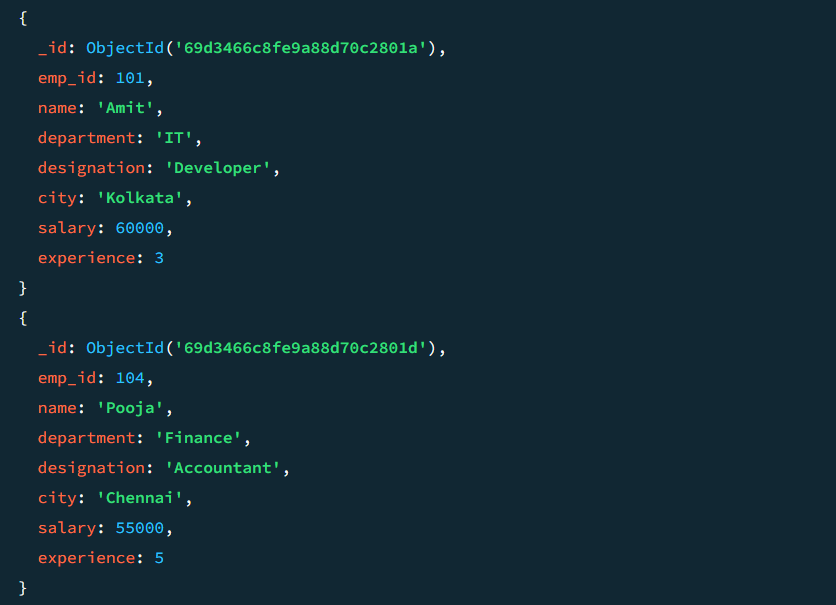 {
_id: ObjectId('69d3466c8fe9a88d70c2801a'),
emp_id: 101,
name: 'Amit',
department: 'IT',
designation: 'Developer',
city: 'Kolkata',
salary: 60000,
experience: 3
}
{
_id: ObjectId('69d3466c8fe9a88d70c2801d'),
emp_id: 104,
name: 'Pooja',
department: 'Finance',
designation: 'Accountant',
city: 'Chennai',
salary: 55000,
experience: 5
}